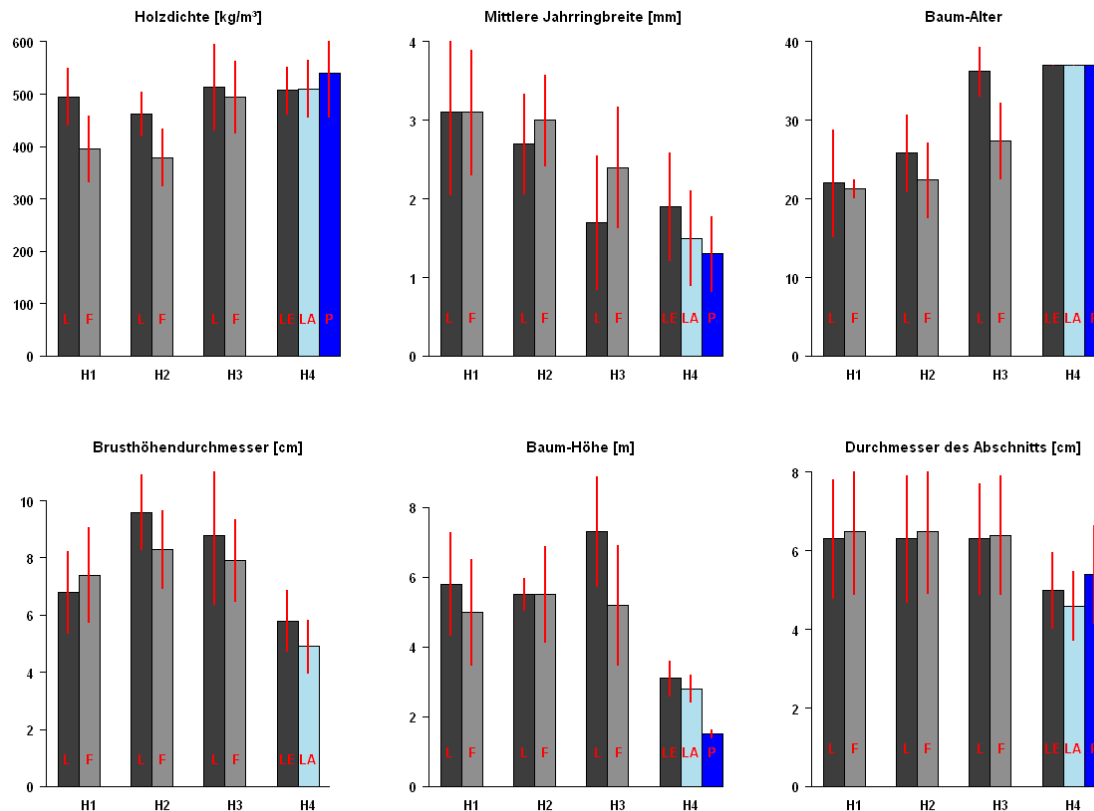 Holzdichte [kg/m³]
600
500
400
300
200
100
0
L F L F L F LE LA P
H1 H2 H3 H4
Mittlere Jahrringbreite [mm]
4
3
2
1
0
L F L F L F LE LA P
H1 H2 H3 H4
Baum-Alter
40
30
20
10
0
L F L F L F LE LA
H1 H2 H3 H4
Brusthöhendurchmesser [cm]
10
8
6
4
2
0
L F L F L F LE LA
H1 H2 H3 H4
Baum-Höhe [m]
8
6
4
2
0
L F L F L F LE LA P
H1 H2 H3 H4
Durchmesser des Abschnitts [cm]
8
6
4
2
0
L F L F L F LE LA
H1 H2 H3 H4